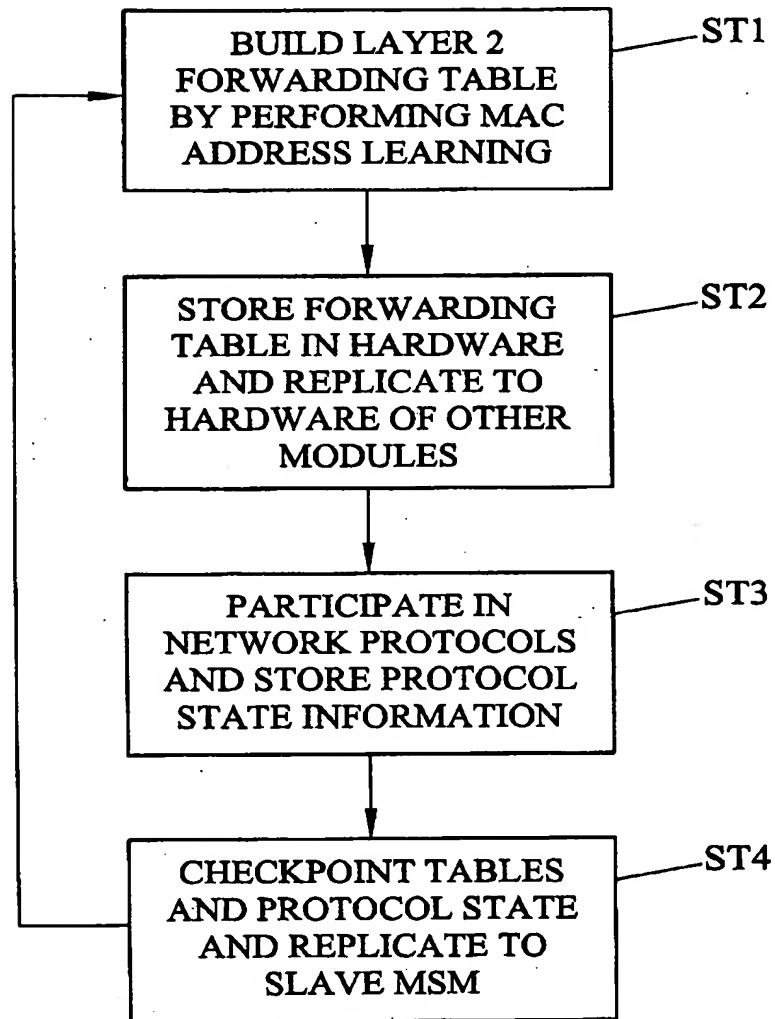 BUILD LAYER 2
FORWARDING TABLE
BY PERFORMING MAC
ADDRESS LEARNING
ST1
STORE FORWARDING
TABLE IN HARDWARE
AND REPLICATE TO
HARDWARE OF OTHER
MODULES
ST2
PARTICIPATE IN
NETWORK PROTOCOLS
AND STORE PROTOCOL
STATE INFORMATION
ST3
CHECKPOINT TABLES
AND PROTOCOL STATE
AND REPLICATE TO
SLAVE MSM
ST4